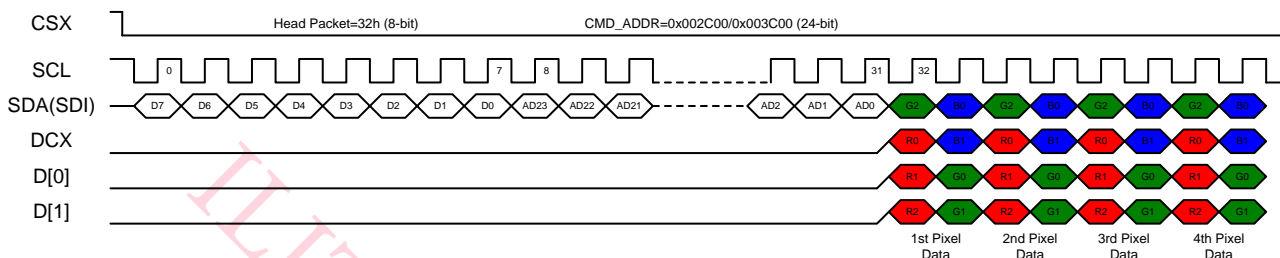 CSX Head Packet=32h (8-bit) CMD_ADDR=0x002C00/0x003C00 (24-bit)
SCL 0 7 8 31 32
SDA(SDI) D7 D6 D5 D4 D3 D2 D1 D0 AD23 AD22 AD21 AD2 AD1 AD0 G2 B0 G2 B0 G2 B0 G2 B0
DCX R0 B1 R0 B1 R0 B1 R0 B1
D[0] R1 G0 R1 G0 R1 G0 R1 G0
D[1] R2 G1 R2 G1 R2 G1 R2 G1
1st Pixel 2nd Pixel 3rd Pixel 4th Pixel
Data Data Data Data